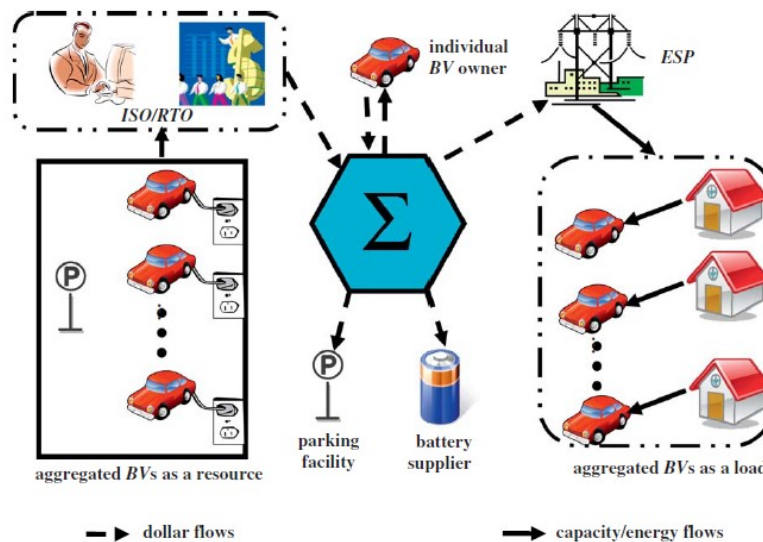 individual
BV owner
ESP
ISO/RTO
Σ
P
P
parking
facility
battery
supplier
aggregated BVs as a resource
aggregated BVs as a load
dollar flows
capacity/energy flows